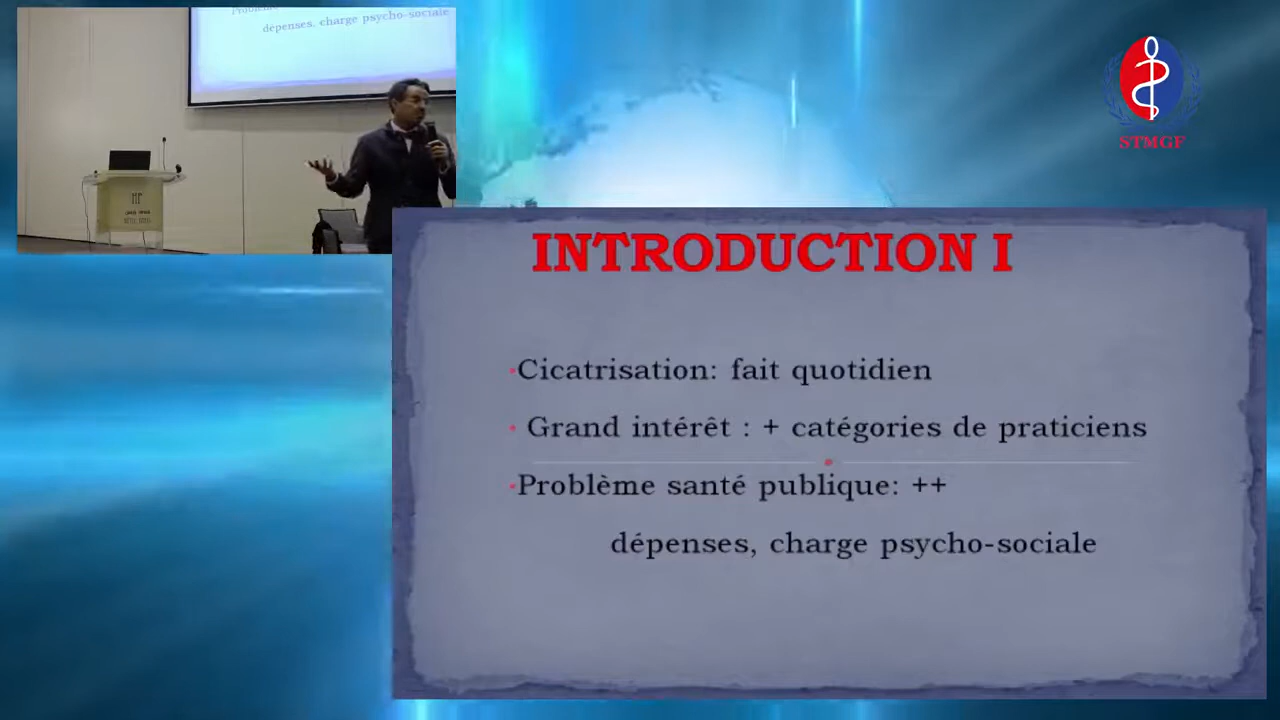 dépenses, charge psycho-sociale
STMGF
INTRODUCTION I
Cicatrisation: fait quotidien
Grand intérêt : + catégories de praticiens
Problème santé publique: ++
dépenses, charge psycho-sociale